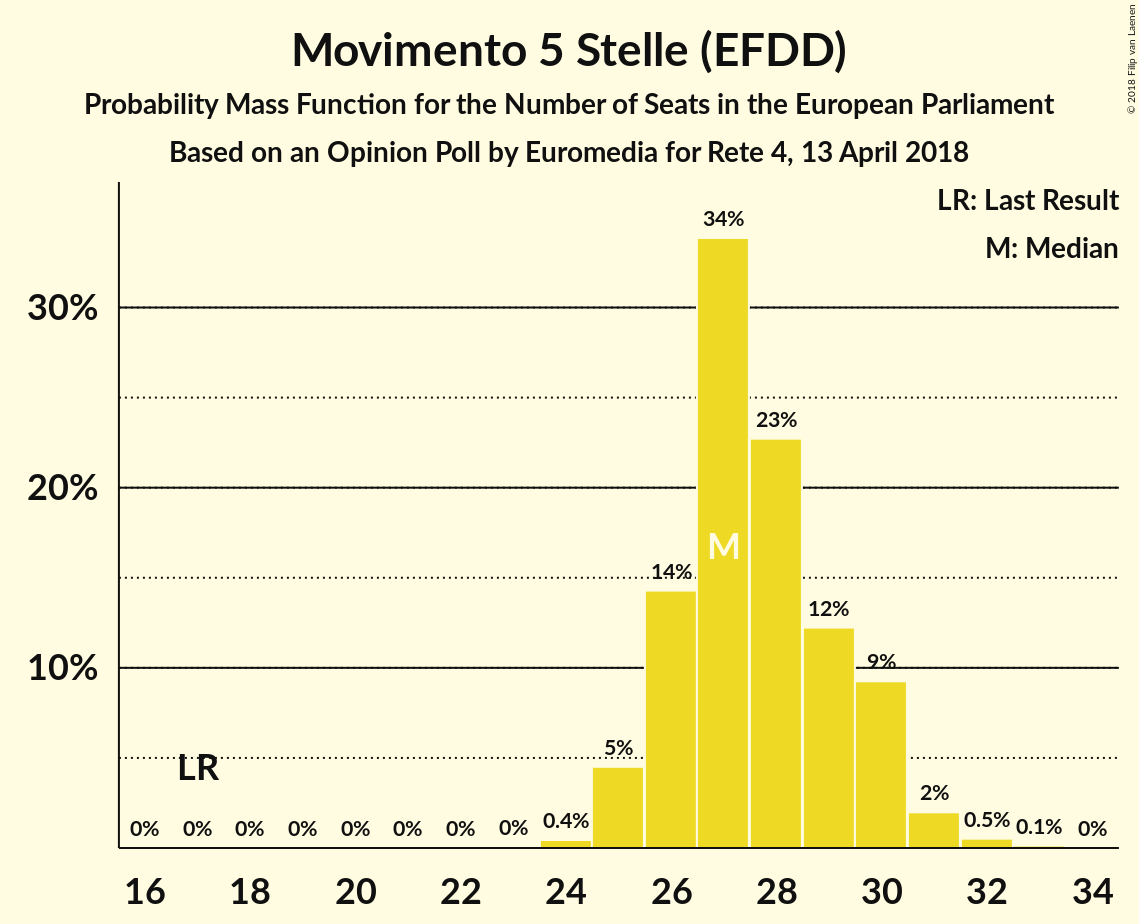 Movimento 5 Stelle (EFDD)
Probability Mass Function for the Number of Seats in the European Parliament
Based on an Opinion Poll by Euromedia for Rete 4, 13 April 2018
© 2018 Filip van Laenen
LR: Last Result
M: Median
34%
30%
23%
20%
M
14%
12%
10%
9%
LR
5%
2%
0% 0% 0% 0% 0% 0% 0% 0% 0.4% 0.5% 0.1% 0%
16 18 20 22 24 26 28 30 32 34